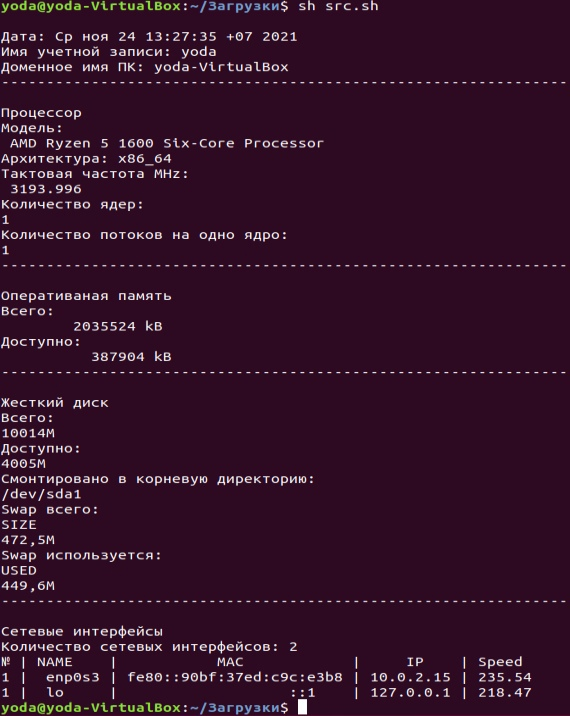 yoda@yoda-VirtualBox:~/Загрузки$ sh src.sh
Дата: Ср ноя 24 13:27:35 +07 2021
Имя учетной записи: yoda
Доменное имя ПК: yoda-VirtualBox
---------------------------------------------------------------
Процессор
Модель:
 AMD Ryzen 5 1600 Six-Core Processor
Архитектура: x86_64
Тактовая частота MHz:
 3193.996
Количество ядер:
1
Количество потоков на одно ядро:
1
---------------------------------------------------------------
Оперативаная память
Всего:
        2035524 kB
Доступно:
          387904 kB
---------------------------------------------------------------
Жесткий диск
Всего:
10014M
Доступно:
4005M
Смонтировано в корневую директорию:
/dev/sda1
Swap всего:
SIZE
472,5M
Swap используется:
USED
449,6M
---------------------------------------------------------------
Сетевые интерфейсы
Количество сетевых интерфейсов: 2
№ | NAME    |           MAC            |     IP    | Speed
1 |  enp0s3 | fe80::90bf:37ed:c9c:e3b8 | 10.0.2.15 | 235.54
1 |  lo     |                   ::1    | 127.0.0.1 | 218.47
yoda@yoda-VirtualBox:~/Загрузки$